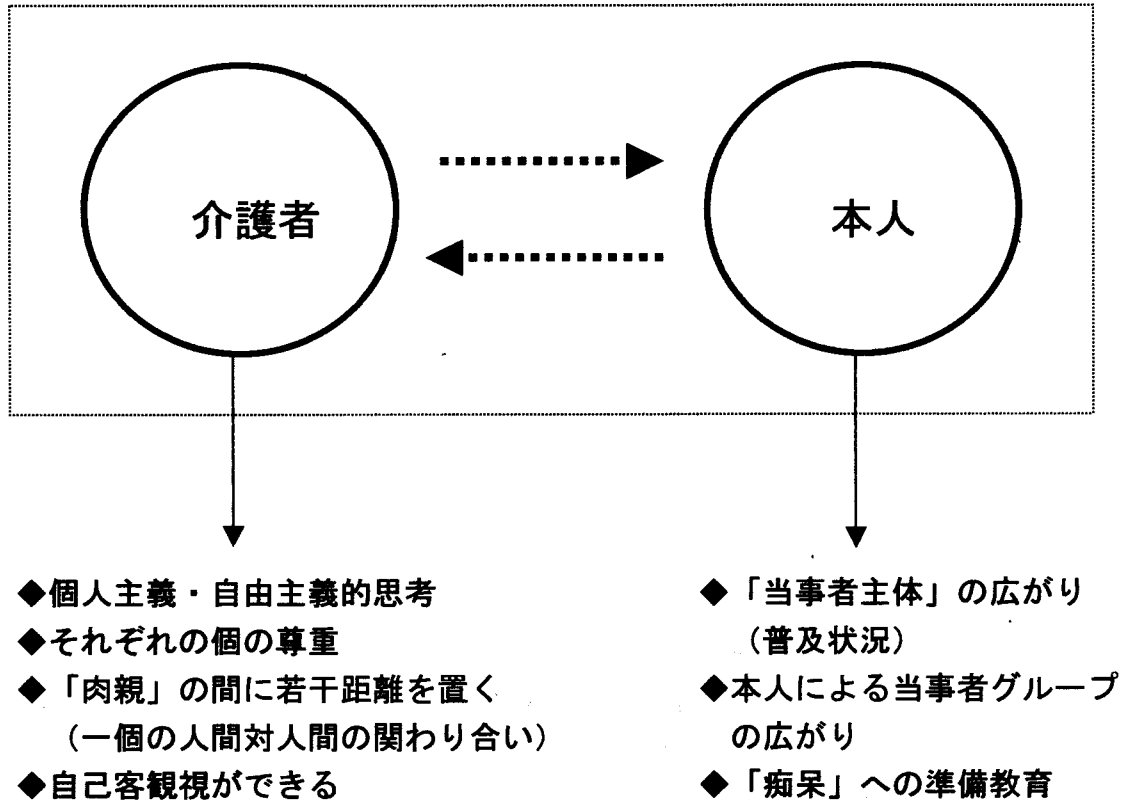 介護者
本人
◆個人主義・自由主義的思考
◆それぞれの個の尊重
◆「肉親」の間に若干距離を置く
（一個の人間対人間の関わり合い）
◆自己客観視ができる
◆「当事者主体」の広がり
（普及状況）
◆本人による当事者グループ
の広がり
◆「痴呆」への準備教育